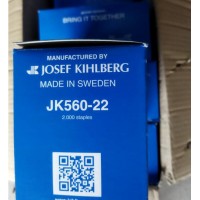 BRING IT TOGETHER
MANUFACTURED BY
JOSEF KIHLBERG
MADE IN SWEDEN
JK560-22
2.000 staples